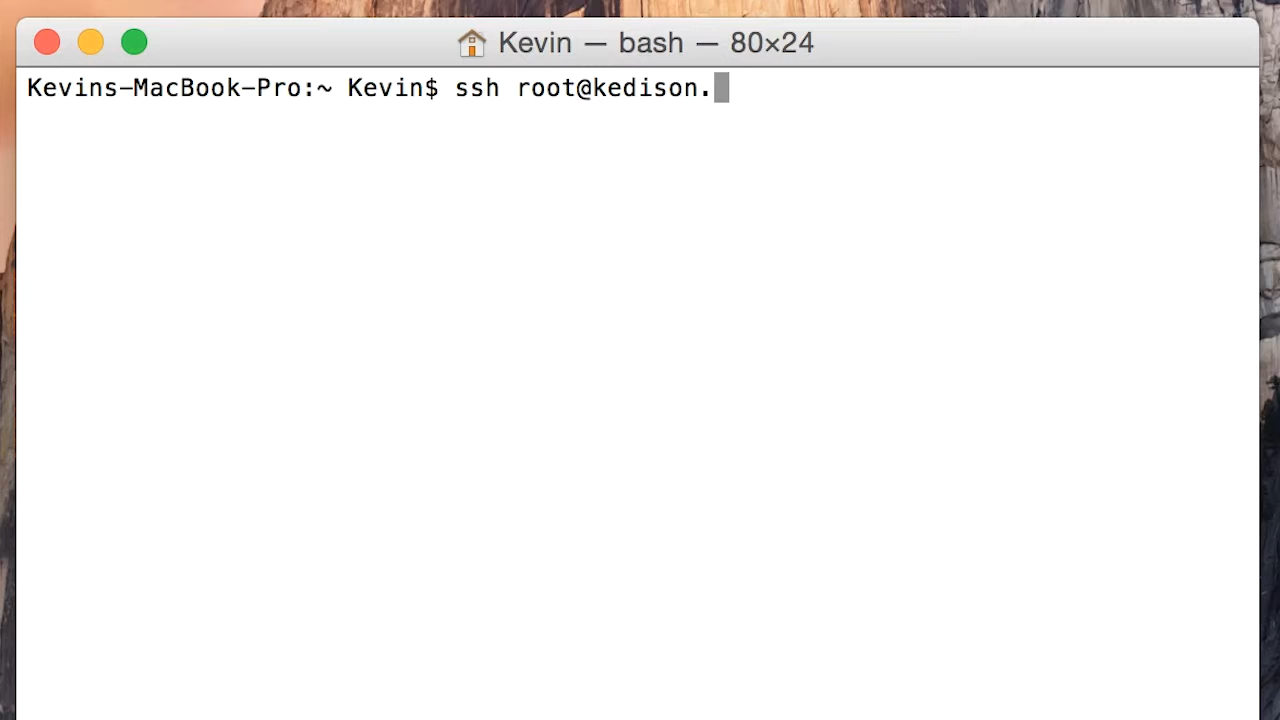 Kevin — bash — 80×24
Kevins-MacBook-Pro:~ Kevin$ ssh root@kedison.